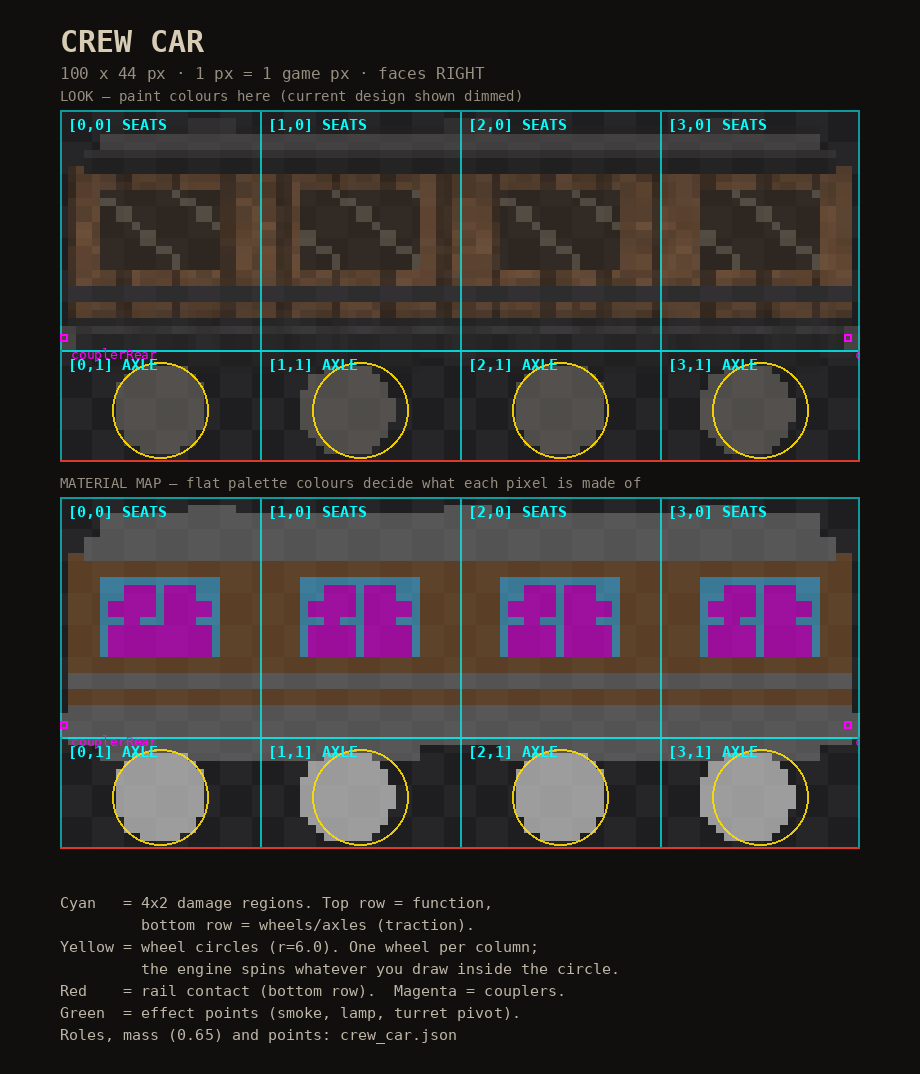 CREW CAR
100 x 44 px · 1 px = 1 game px · faces RIGHT
LOOK — paint colours here (current design shown dimmed)
[0,0] SEATS [1,0] SEATS [2,0] SEATS [3,0] SEATS
couplerRear
[0,1] AXLE [1,1] AXLE [2,1] AXLE [3,1] AXLE
MATERIAL MAP — flat palette colours decide what each pixel is made of
[0,0] SEATS [1,0] SEATS [2,0] SEATS [3,0] SEATS
couplerRear
[0,1] AXLE [1,1] AXLE [2,1] AXLE [3,1] AXLE
Cyan = 4x2 damage regions. Top row = function,
bottom row = wheels/axles (traction).
Yellow = wheel circles (r=6.0). One wheel per column;
the engine spins whatever you draw inside the circle.
Red = rail contact (bottom row). Magenta = couplers.
Green = effect points (smoke, lamp, turret pivot).
Roles, mass (0.65) and points: crew_car.json